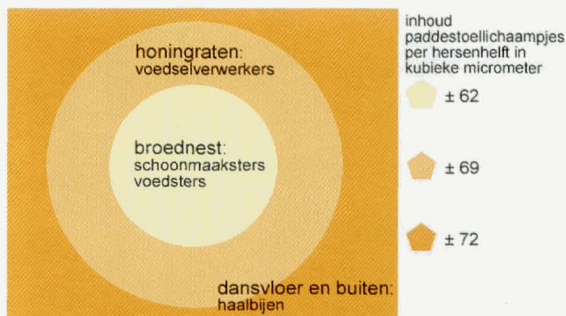 honingraten:
voedselverwerkers
broednest:
schoonmaaksters
voedsters
dansvloer en buiten:
haalbijen
inhoud
paddestoellichaampjes
per hersenhelft in
kubieke micrometer
± 62
± 69
± 72